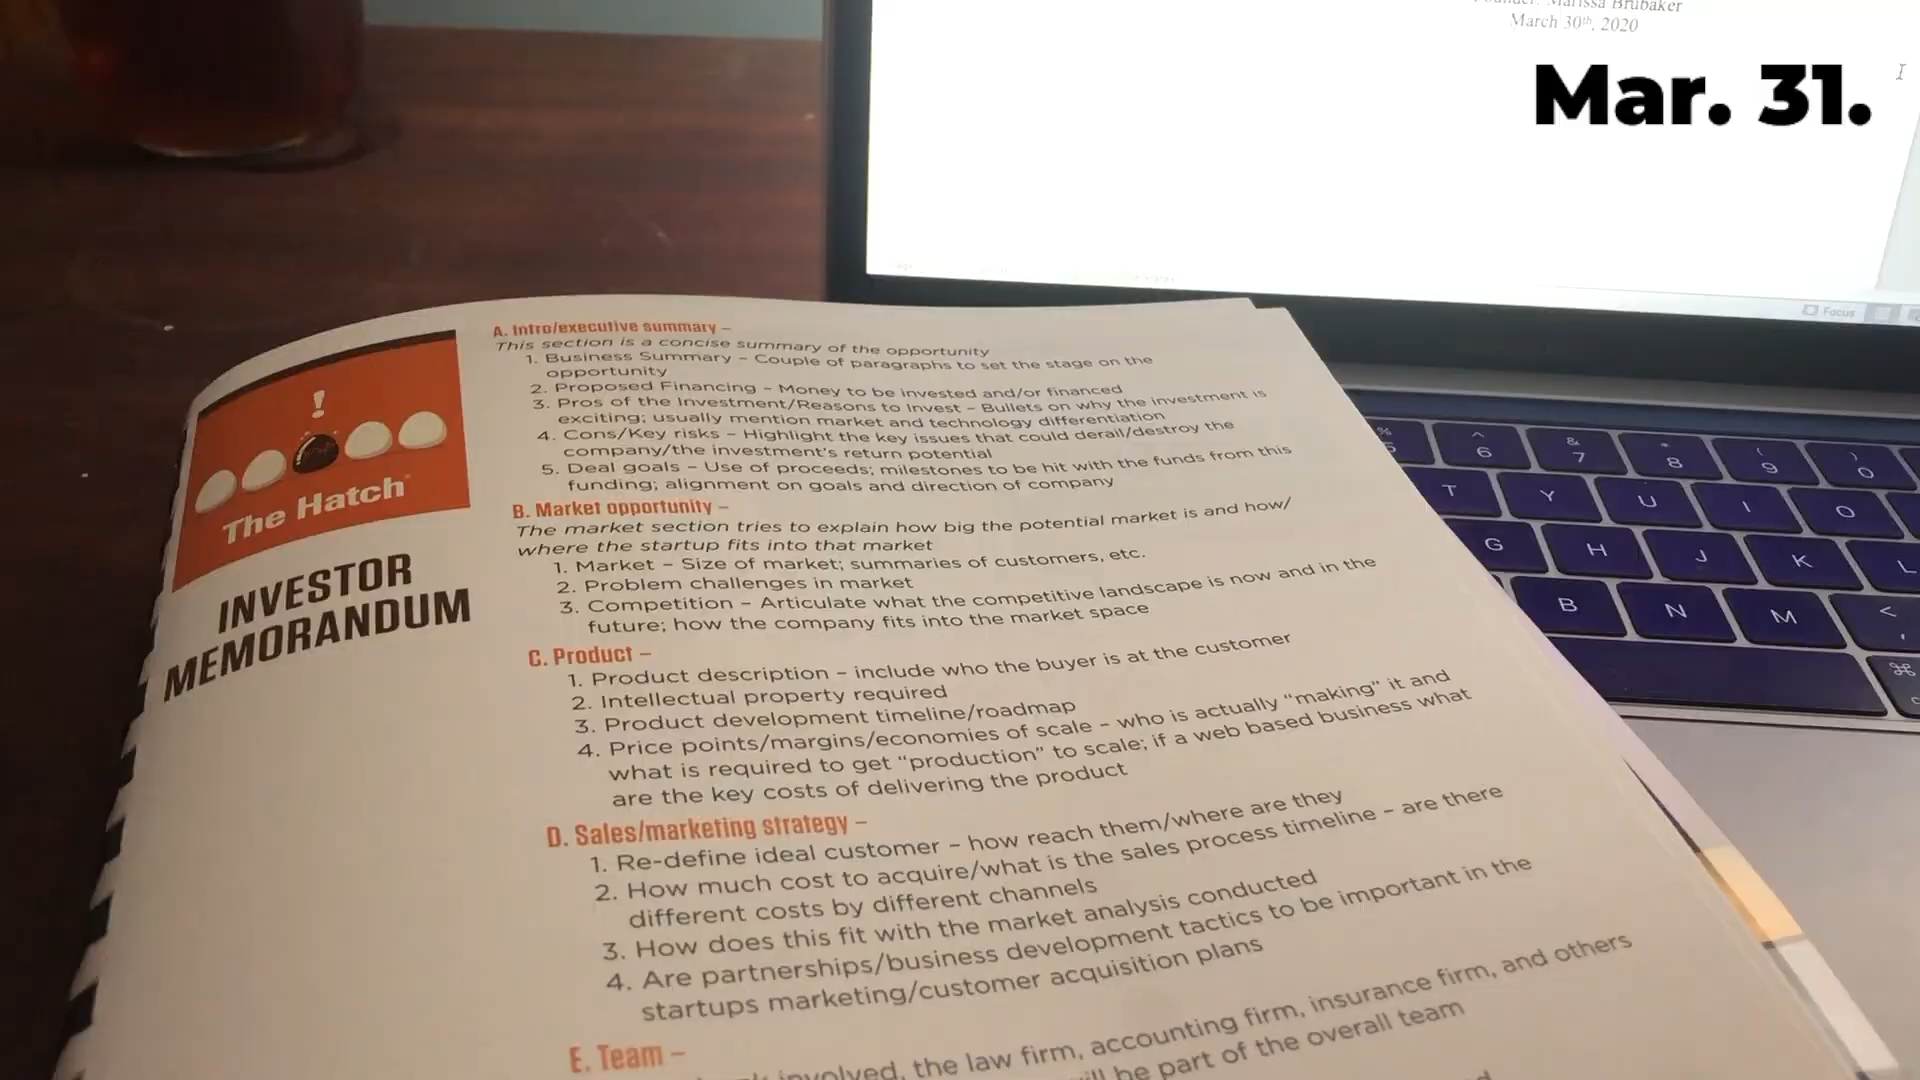 Founder: Marissa Brubaker
March 30th, 2020
Mar. 31.
Focus
!
The Hatch
INVESTOR
MEMORANDUM
A. Intro/executive summary –
This section is a concise summary of the opportunity
1. Business Summary – Couple of paragraphs to set the stage on the
opportunity
2. Proposed Financing – Money to be invested and/or financed
3. Pros of the Investment/Reasons to Invest – Bullets on why the investment is
exciting; usually mention market and technology differentiation
4. Cons/Key risks – Highlight the key issues that could derail/destroy the
company/the investment's return potential
5. Deal goals – Use of proceeds; milestones to be hit with the funds from this
funding; alignment on goals and direction of company
B. Market opportunity –
The market section tries to explain how big the potential market is and how/
where the startup fits into that market
1. Market – Size of market; summaries of customers, etc.
2. Problem challenges in market
3. Competition – Articulate what the competitive landscape is now and in the
future; how the company fits into the market space
C. Product –
1. Product description – include who the buyer is at the customer
2. Intellectual property required
3. Product development timeline/roadmap
4. Price points/margins/economies of scale – who is actually "making" it and
what is required to get "production" to scale; if a web based business what
are the key costs of delivering the product
D. Sales/marketing strategy –
1. Re-define ideal customer – how reach them/where are they
2. How much cost to acquire/what is the sales process timeline – are there
different costs by different channels
3. How does this fit with the market analysis conducted
4. Are partnerships/business development tactics to be important in the
startups marketing/customer acquisition plans
E. Team –
involved, the law firm, accounting firm, insurance firm, and others
be part of the overall team
% 5 ^ 6 & 7 * 8 ( 9 ) 0
T Y U I O
G H J K L
B N M < ,
⌘